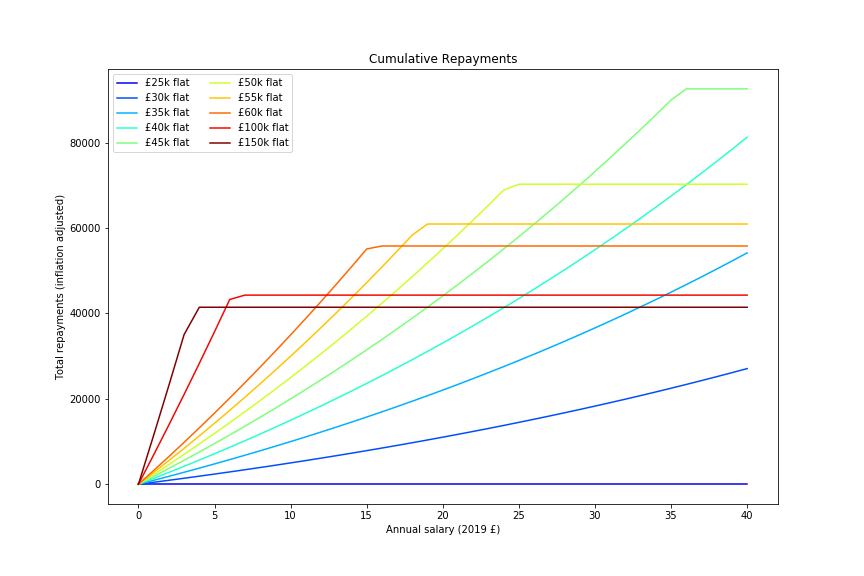 Cumulative Repayments
£25k flat
£30k flat
£35k flat
£40k flat
£45k flat
£50k flat
£55k flat
£60k flat
£100k flat
£150k flat
Total repayments (inflation adjusted)
80000
60000
40000
20000
0
0 5 10 15 20 25 30 35 40
Annual salary (2019 £)